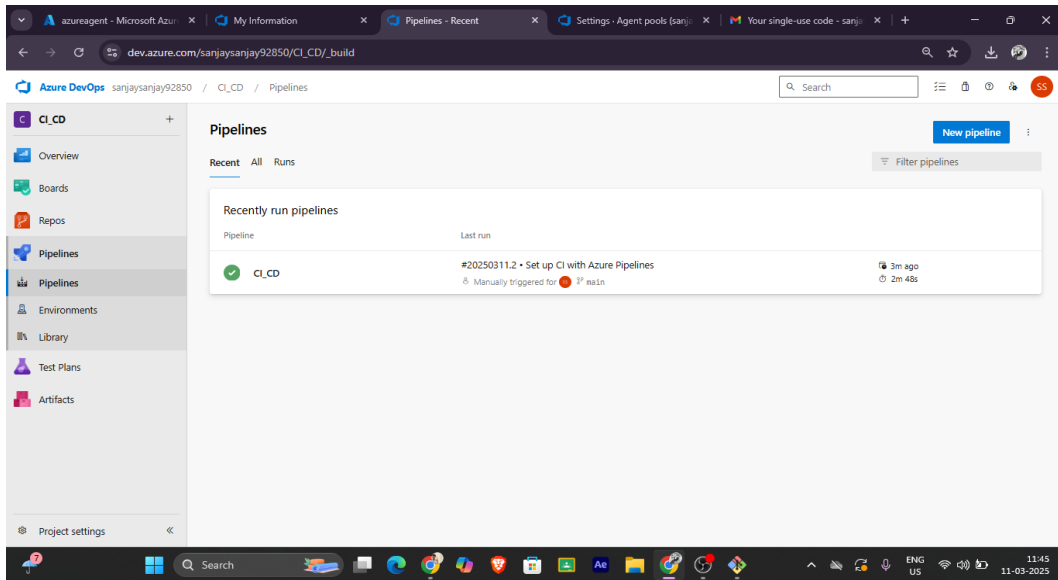 azureagent - Microsoft Azur
My Information
Pipelines - Recent
Settings · Agent pools (sanja
Your single-use code - sanja
dev.azure.com/sanjaysanjay92850/CI_CD/_build
Azure DevOps sanjaysanjay92850 / CI_CD / Pipelines
Search
SS
C CI_CD +
Overview
Boards
Repos
Pipelines
Pipelines
Environments
Library
Test Plans
Artifacts
Project settings
Pipelines
New pipeline
Recent All Runs
Filter pipelines
Recently run pipelines
Pipeline Last run
CI_CD
#20250311.2 • Set up CI with Azure Pipelines
Manually triggered for main
3m ago
2m 48s
7
Search
Ae
ENG
US
11:45
11-03-2025